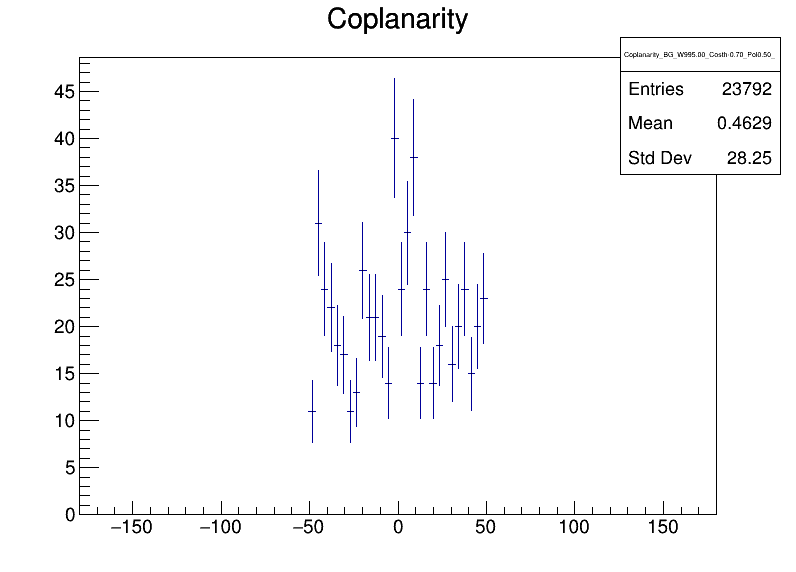 Coplanarity
Coplanarity_BG_W995.00_Costh-0.70_Pol0.50_
Entries 23792
Mean 0.4629
Std Dev 28.25
45
40
35
30
25
20
15
10
5
0
−150 −100 −50 0 50 100 150